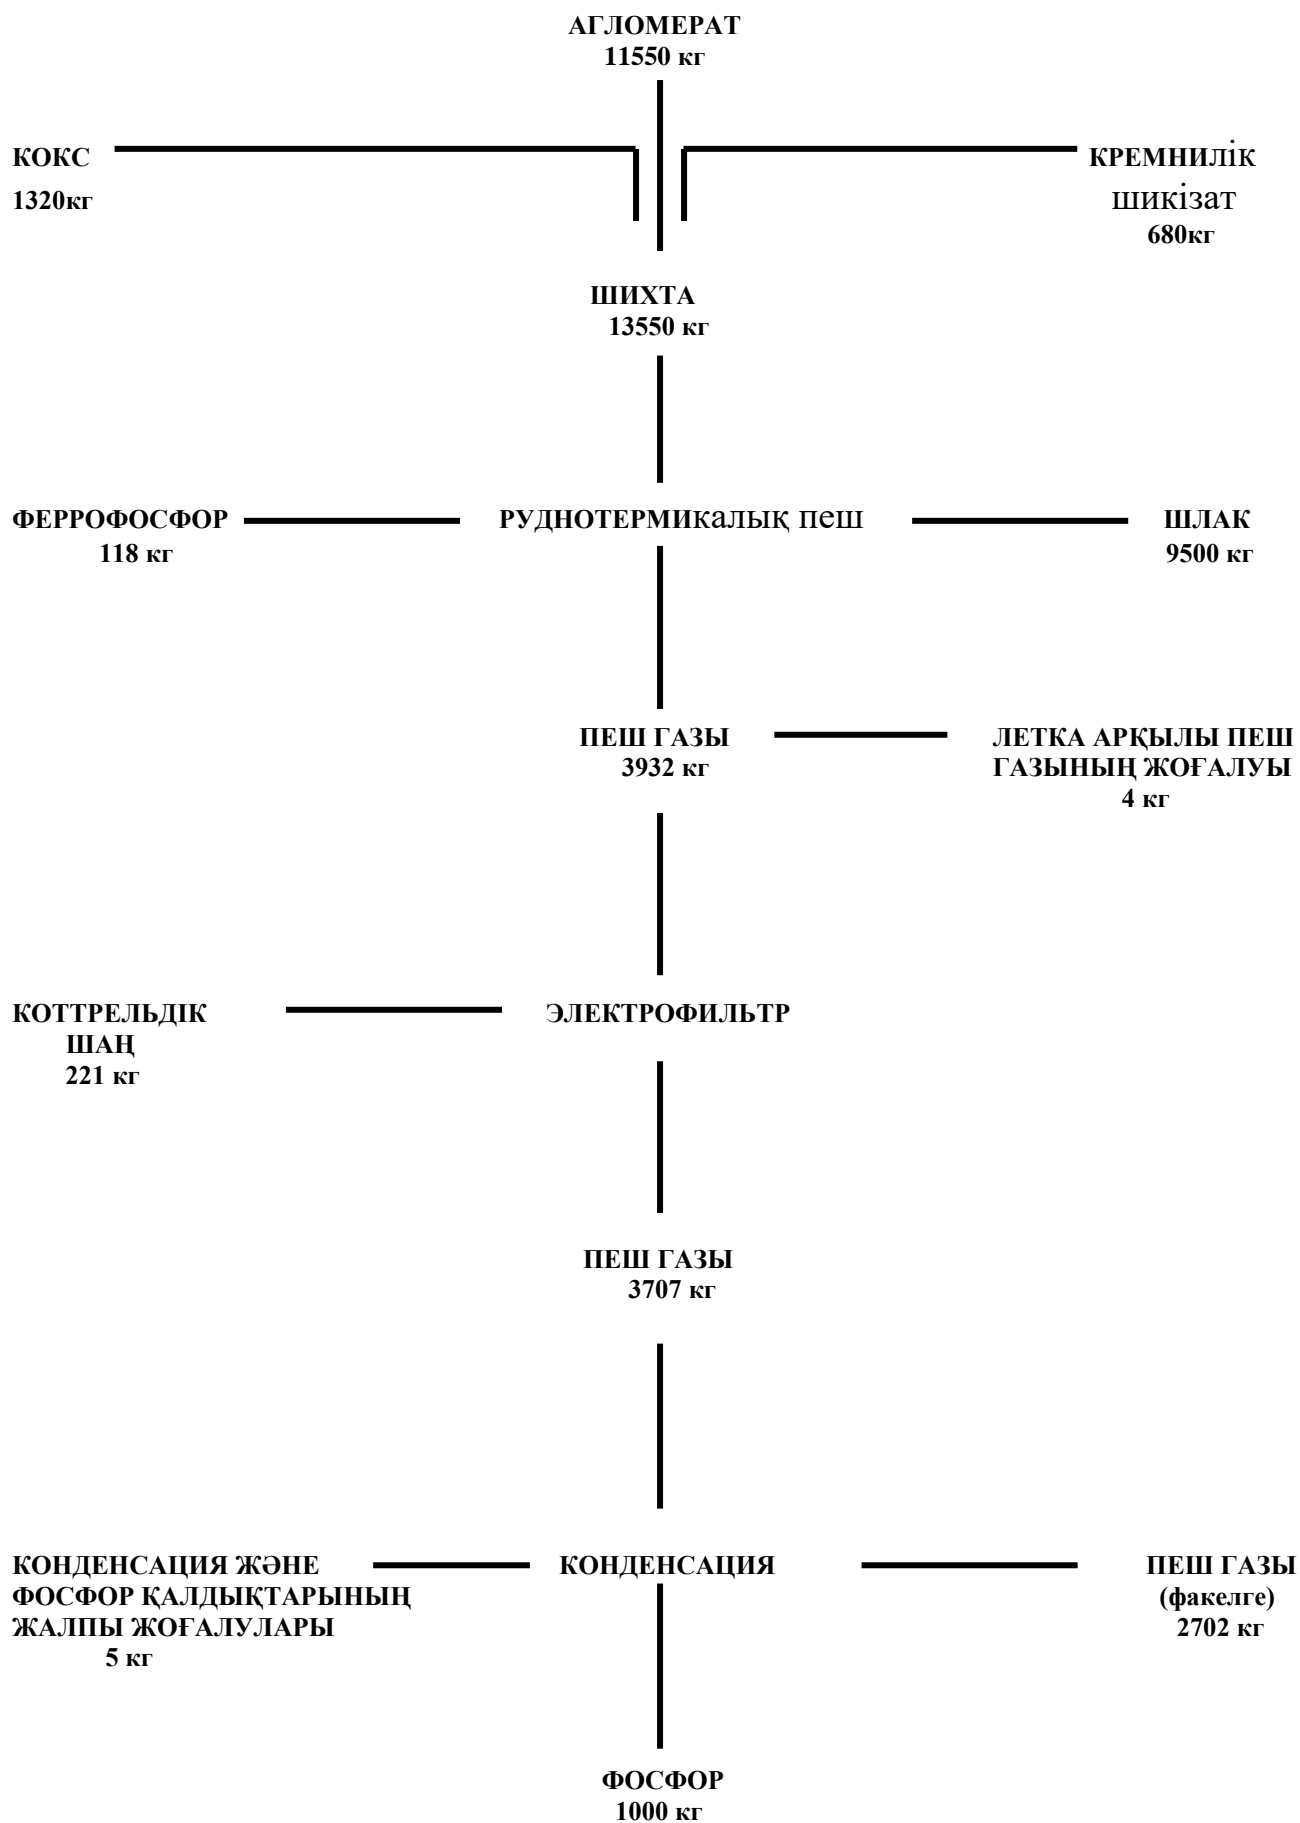 АГЛОМЕРАТ
11550 кг
КОКС
1320кг
КРЕМНИлік
шикізат
680кг
ШИХТА
13550 кг
ФЕРРОФОСФОР
118 кг
РУДНОТЕРМИкалық пеш
ШЛАК
9500 кг
ПЕШ ГАЗЫ
3932 кг
ЛЕТКА АРҚЫЛЫ ПЕШ
ГАЗЫНЫҢ ЖОҒАЛУЫ
4 кг
КОТТРЕЛЬДІК
ШАҢ
221 кг
ЭЛЕКТРОФИЛЬТР
ПЕШ ГАЗЫ
3707 кг
КОНДЕНСАЦИЯ ЖӘНЕ
ФОСФОР ҚАЛДЫҚТАРЫНЫҢ
ЖАЛПЫ ЖОҒАЛУЛАРЫ
5 кг
КОНДЕНСАЦИЯ
ПЕШ ГАЗЫ
(факелге)
2702 кг
ФОСФОР
1000 кг